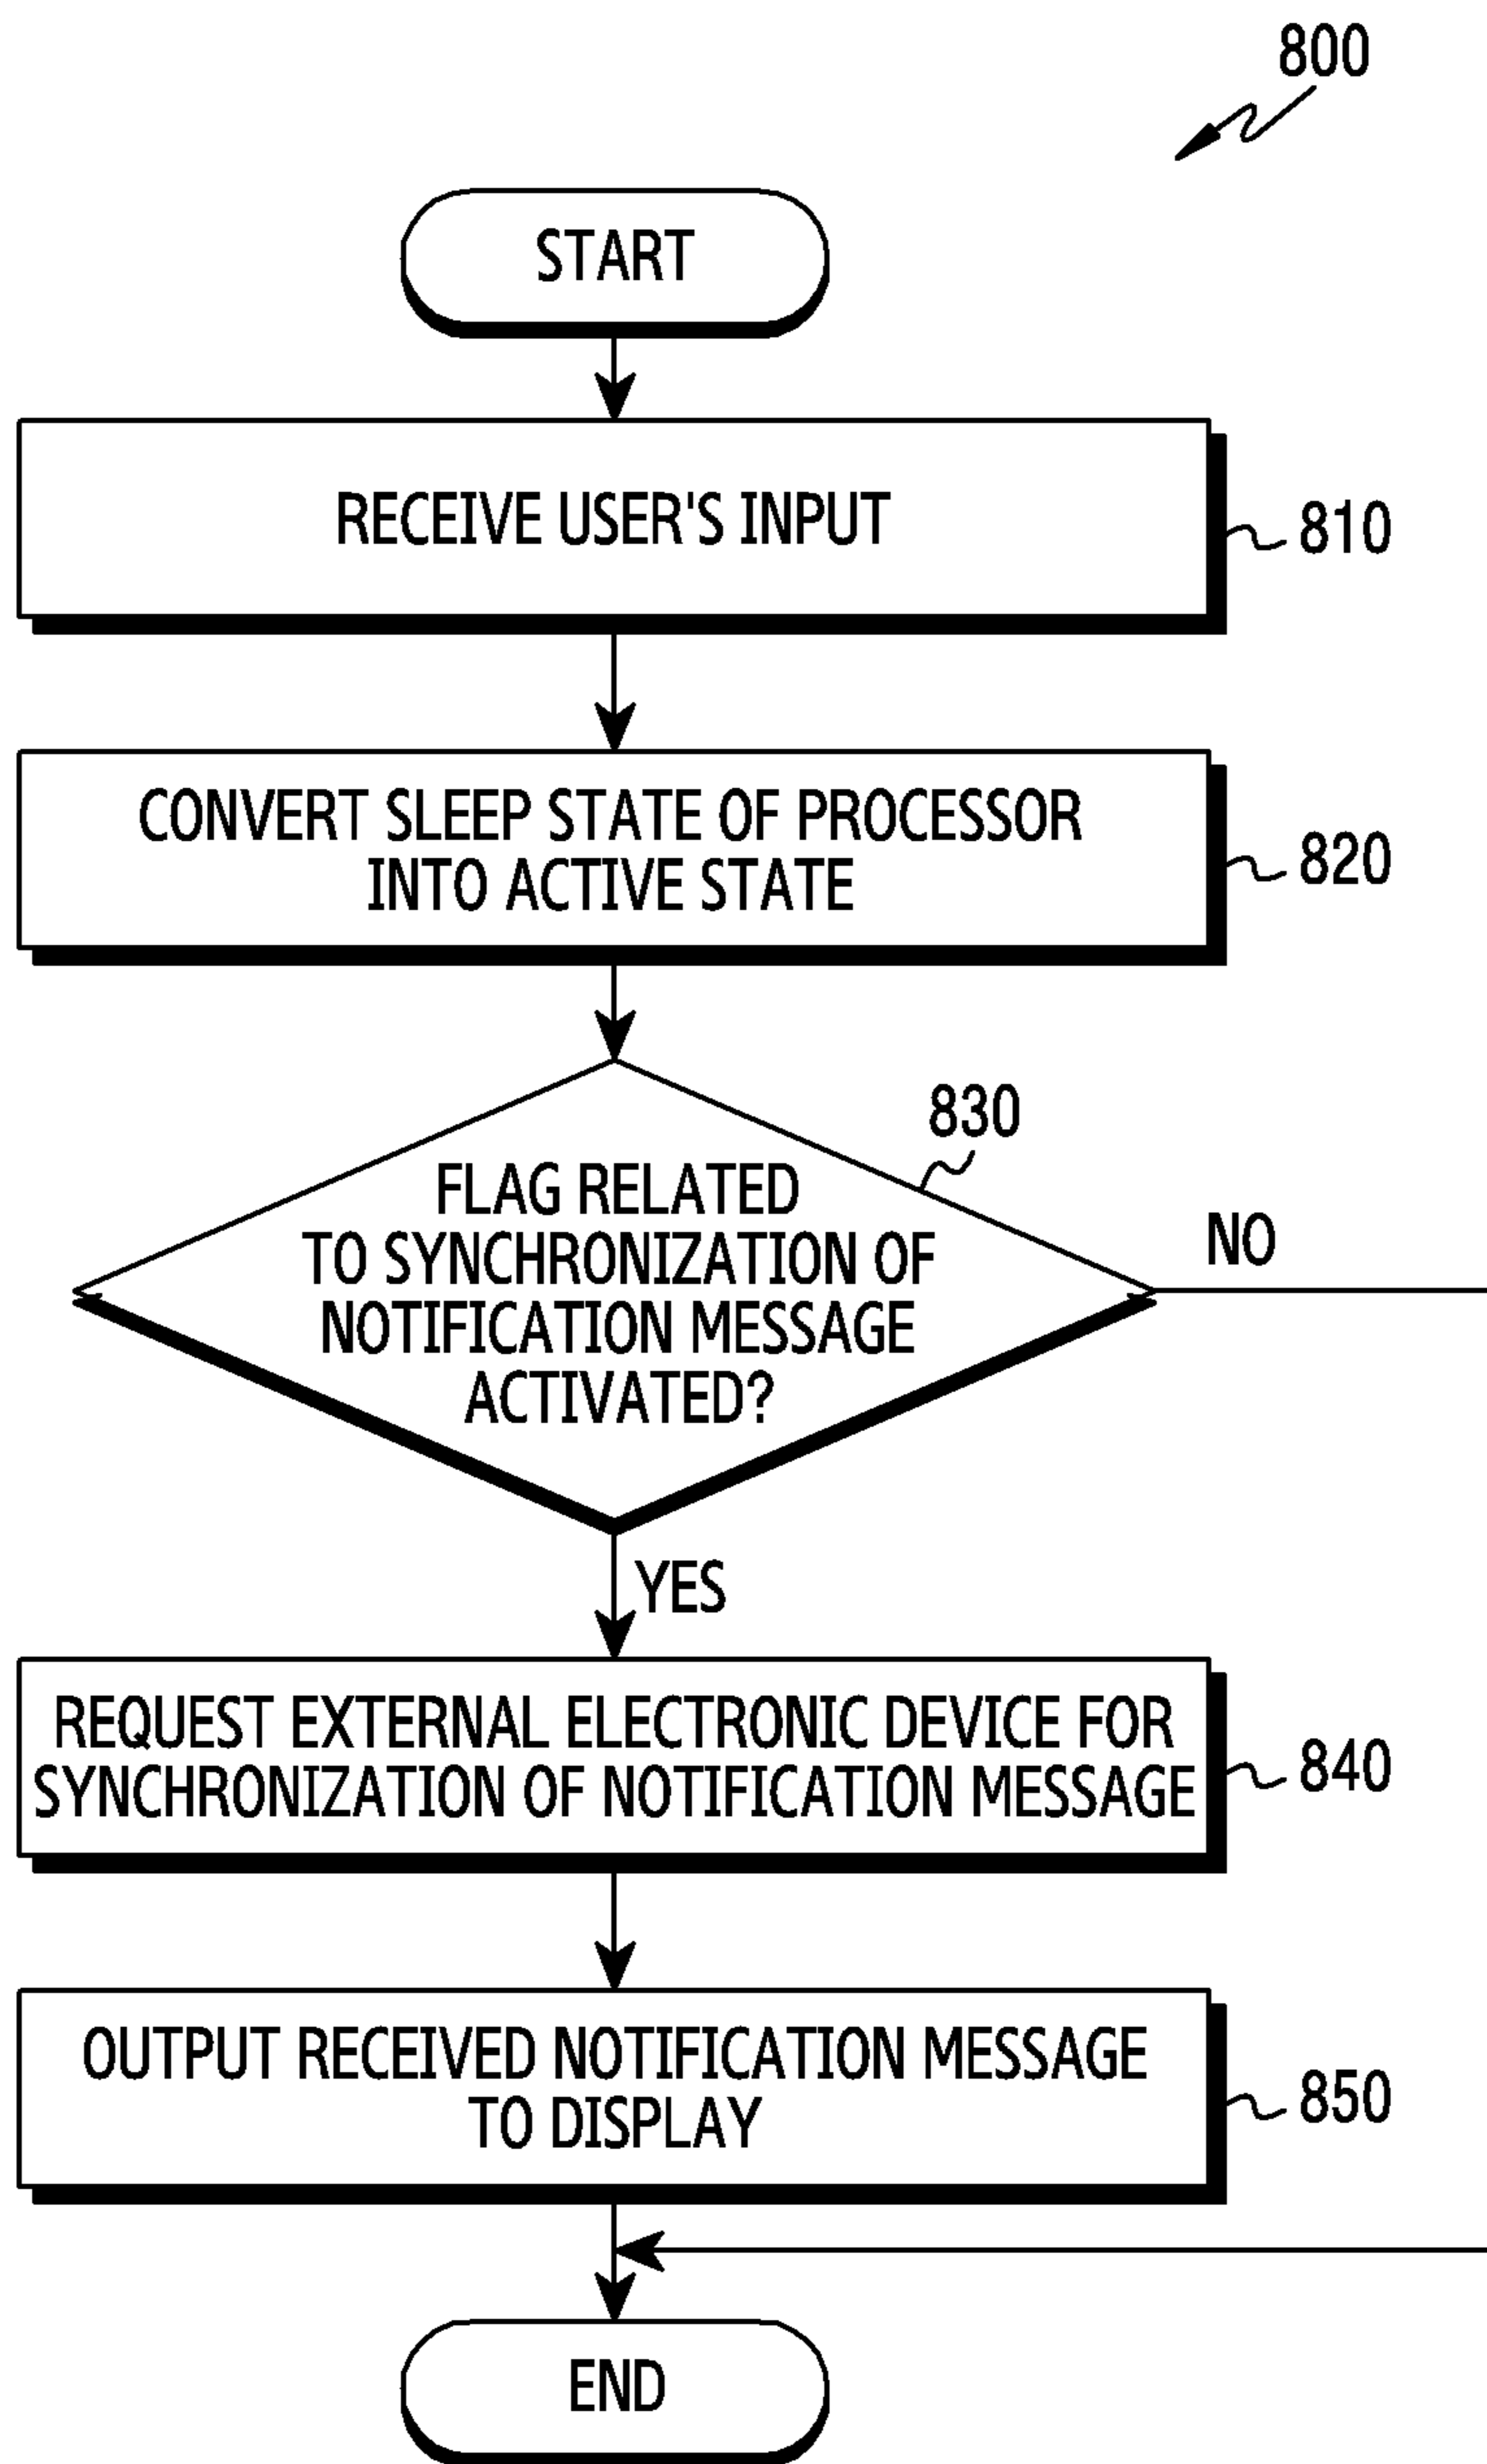 800
START
RECEIVE USER'S INPUT
810
CONVERT SLEEP STATE OF PROCESSOR
INTO ACTIVE STATE
820
830
FLAG RELATED
TO SYNCHRONIZATION OF
NOTIFICATION MESSAGE
ACTIVATED?
NO
YES
REQUEST EXTERNAL ELECTRONIC DEVICE FOR
SYNCHRONIZATION OF NOTIFICATION MESSAGE
840
OUTPUT RECEIVED NOTIFICATION MESSAGE
TO DISPLAY
850
END